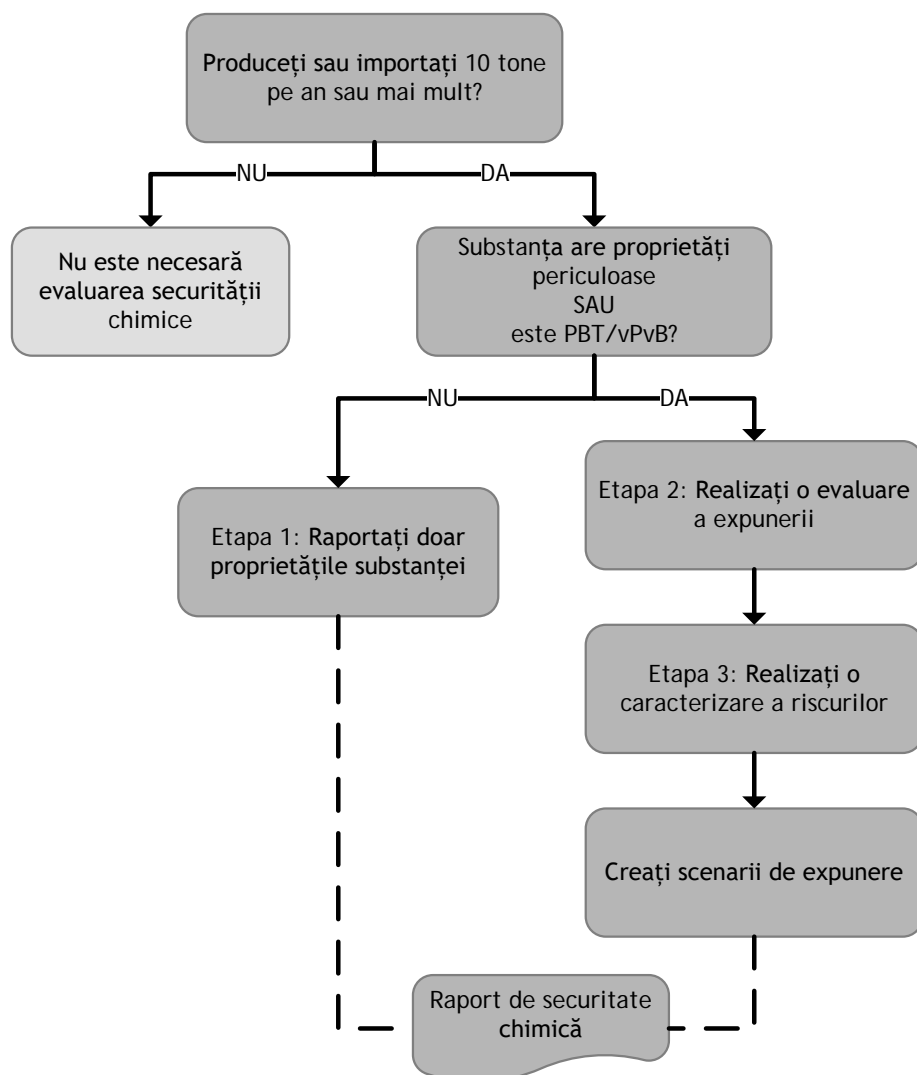 Produceți sau importați 10 tone
pe an sau mai mult?
NU
DA
Nu este necesară
evaluarea securității
chimice
Substanța are proprietăți
periculoase
SAU
este PBT/vPvB?
NU
DA
Etapa 1: Raportați doar
proprietățile substanței
Etapa 2: Realizați o evaluare
a expunerii
Etapa 3: Realizați o
caracterizare a riscurilor
Creați scenarii de expunere
Raport de securitate
chimică